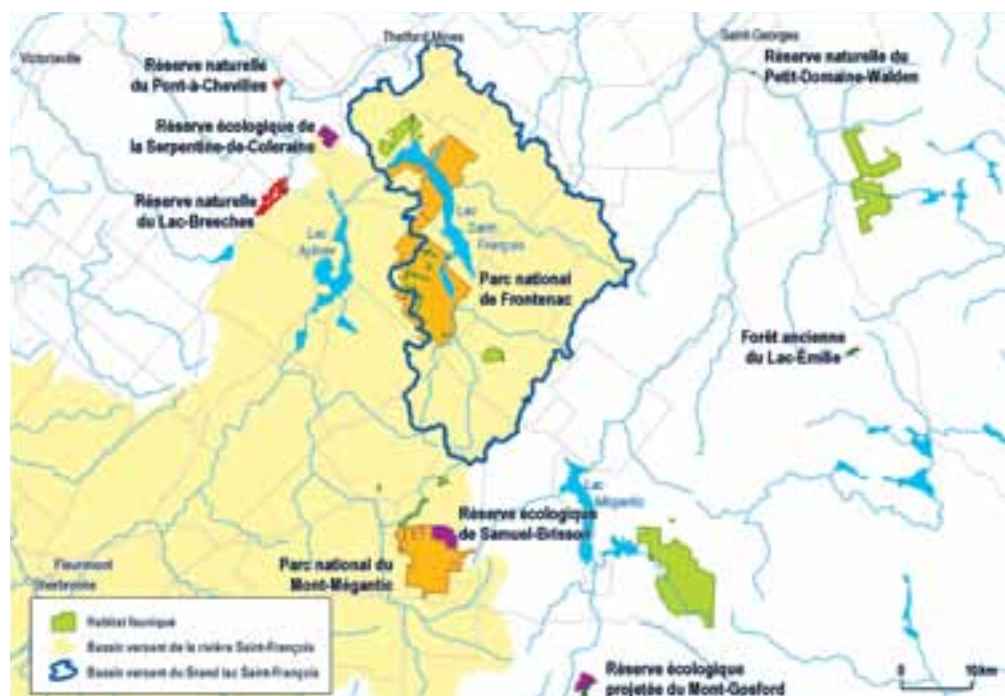 Thetford Mines
Saint-Georges
Victoriaville
Réserve naturelle
du Pont-à-Chevilles
Réserve naturelle du
Petit-Domaine-Walden
Réserve écologique de
la Serpentine-de-Coleraine
Réserve naturelle
du Lac-Breeches
Lac
Aylmer
Lac
Saint
François
Parc national
de Frontenac
Forêt ancienne
du Lac-Émilie
Lac
Mégantic
Réserve écologique
de Samuel-Brisson
Parc national du
Mont-Mégantic
Fleurimont
Sherbrooke
Habitat faunique
Bassin versant de la rivière Saint-François
Bassin versant du Grand lac Saint-François
Réserve écologique
projetée du Mont-Gosford
0 10km